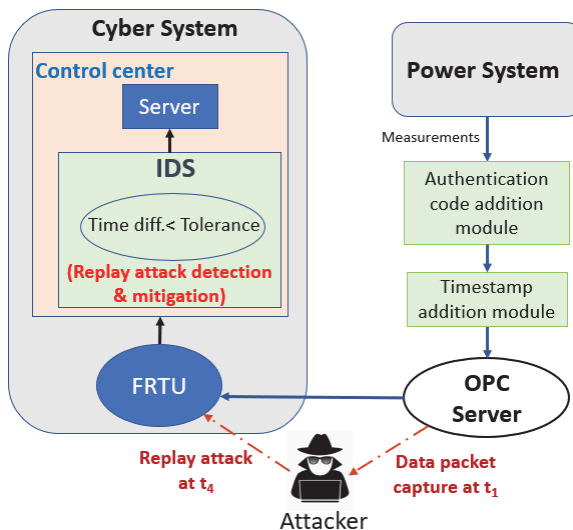 Cyber System
Control center
Server
IDS
Time diff.< Tolerance
(Replay attack detection
& mitigation)
FRTU
Power System
Measurements
Authentication
code addition
module
Timestamp
addition module
OPC
Server
Replay attack
at t₄
Data packet
capture at t₁
Attacker